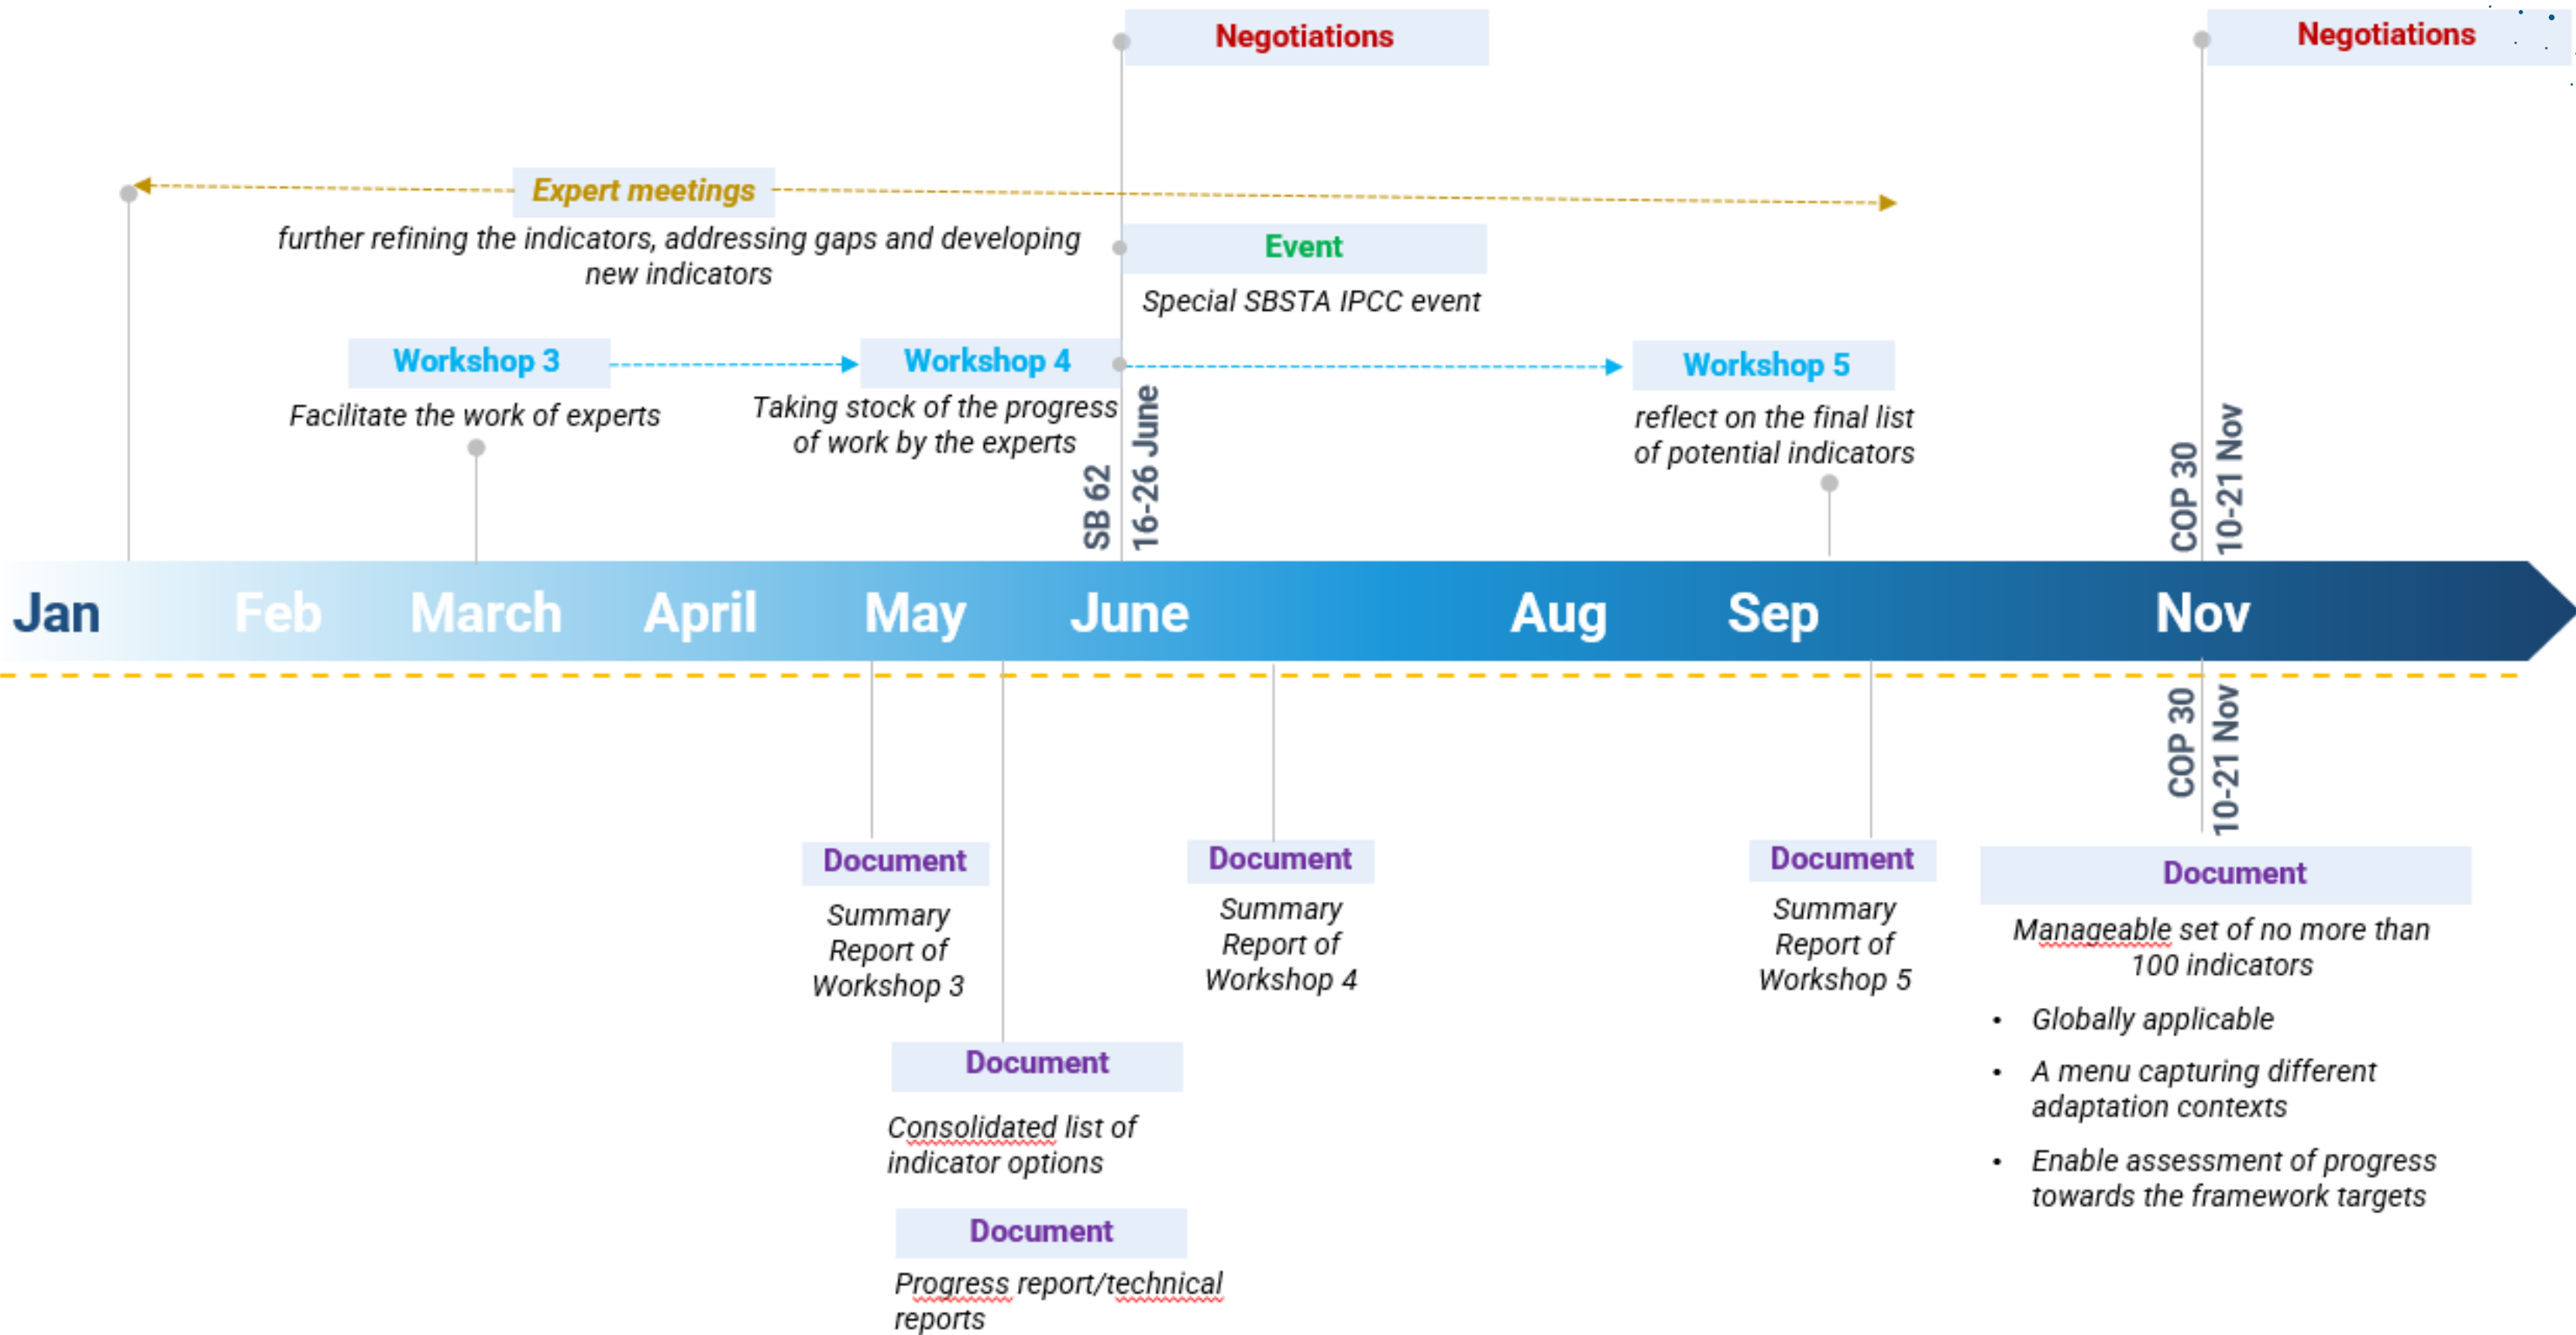 Negotiations
Negotiations
Expert meetings
further refining the indicators, addressing gaps and developing
new indicators
Event
Special SBSTA IPCC event
Workshop 3
Workshop 4
Workshop 5
Facilitate the work of experts
Taking stock of the progress
of work by the experts
reflect on the final list
of potential indicators
SB 62
16-26 June
COP 30
10-21 Nov
Jan
Feb
March
April
May
June
Aug
Sep
Nov
COP 30
10-21 Nov
Document
Summary
Report of
Workshop 3
Document
Summary
Report of
Workshop 4
Document
Summary
Report of
Workshop 5
Document
Manageable set of no more than
100 indicators
• Globally applicable
• A menu capturing different
adaptation contexts
• Enable assessment of progress
towards the framework targets
Document
Consolidated list of
indicator options
Document
Progress report/technical
reports